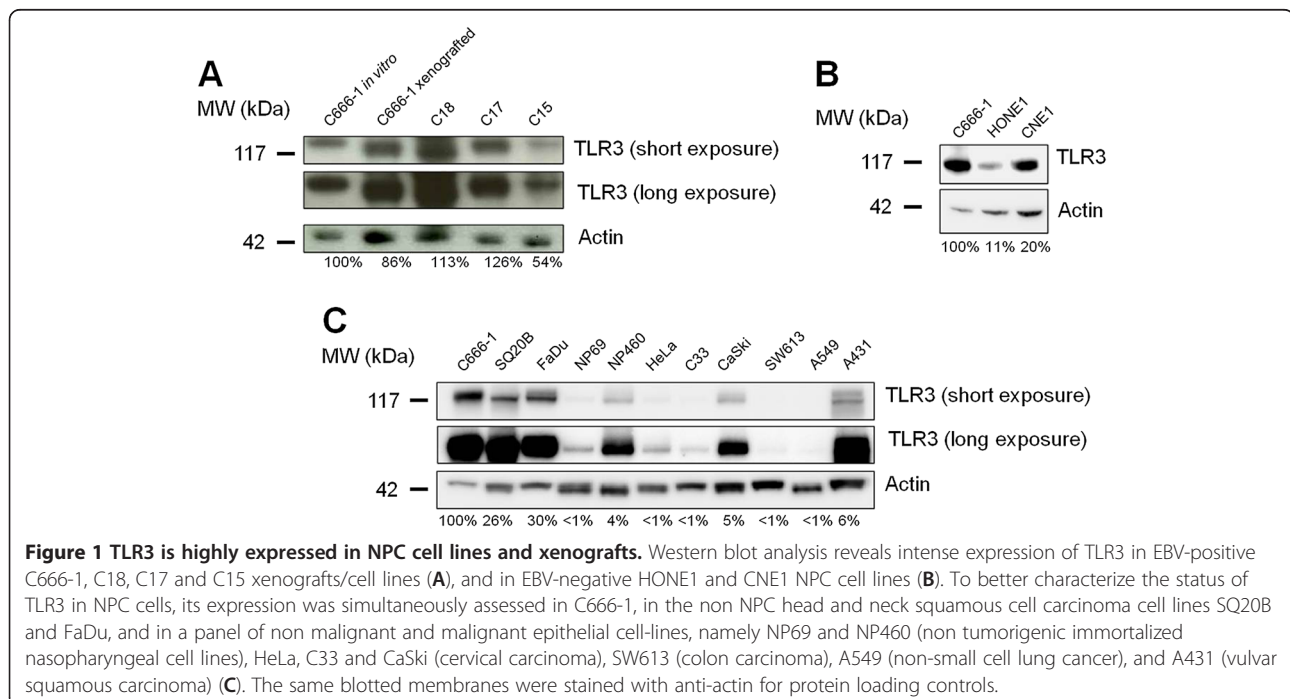 A
MW (kDa)
C666-1 in vitro
C666-1 xenografted
C18
C17
C15
117
TLR3 (short exposure)
TLR3 (long exposure)
42
Actin
100% 86% 113% 126% 54%
B
MW (kDa)
C666-1
HONE1
CNE1
117
TLR3
42
Actin
100% 11% 20%
C
MW (kDa)
C666-1
SQ20B
FaDu
NP69
NP460
HeLa
C33
CaSki
SW613
A549
A431
117
TLR3 (short exposure)
TLR3 (long exposure)
42
Actin
100% 26% 30% <1% 4% <1% <1% 5% <1% <1% 6%
Figure 1 TLR3 is highly expressed in NPC cell lines and xenografts. Western blot analysis reveals intense expression of TLR3 in EBV-positive
C666-1, C18, C17 and C15 xenografts/cell lines (A), and in EBV-negative HONE1 and CNE1 NPC cell lines (B). To better characterize the status of
TLR3 in NPC cells, its expression was simultaneously assessed in C666-1, in the non NPC head and neck squamous cell carcinoma cell lines SQ20B
and FaDu, and in a panel of non malignant and malignant epithelial cell-lines, namely NP69 and NP460 (non tumorigenic immortalized
nasopharyngeal cell lines), HeLa, C33 and CaSki (cervical carcinoma), SW613 (colon carcinoma), A549 (non-small cell lung cancer), and A431 (vulvar
squamous carcinoma) (C). The same blotted membranes were stained with anti-actin for protein loading controls.